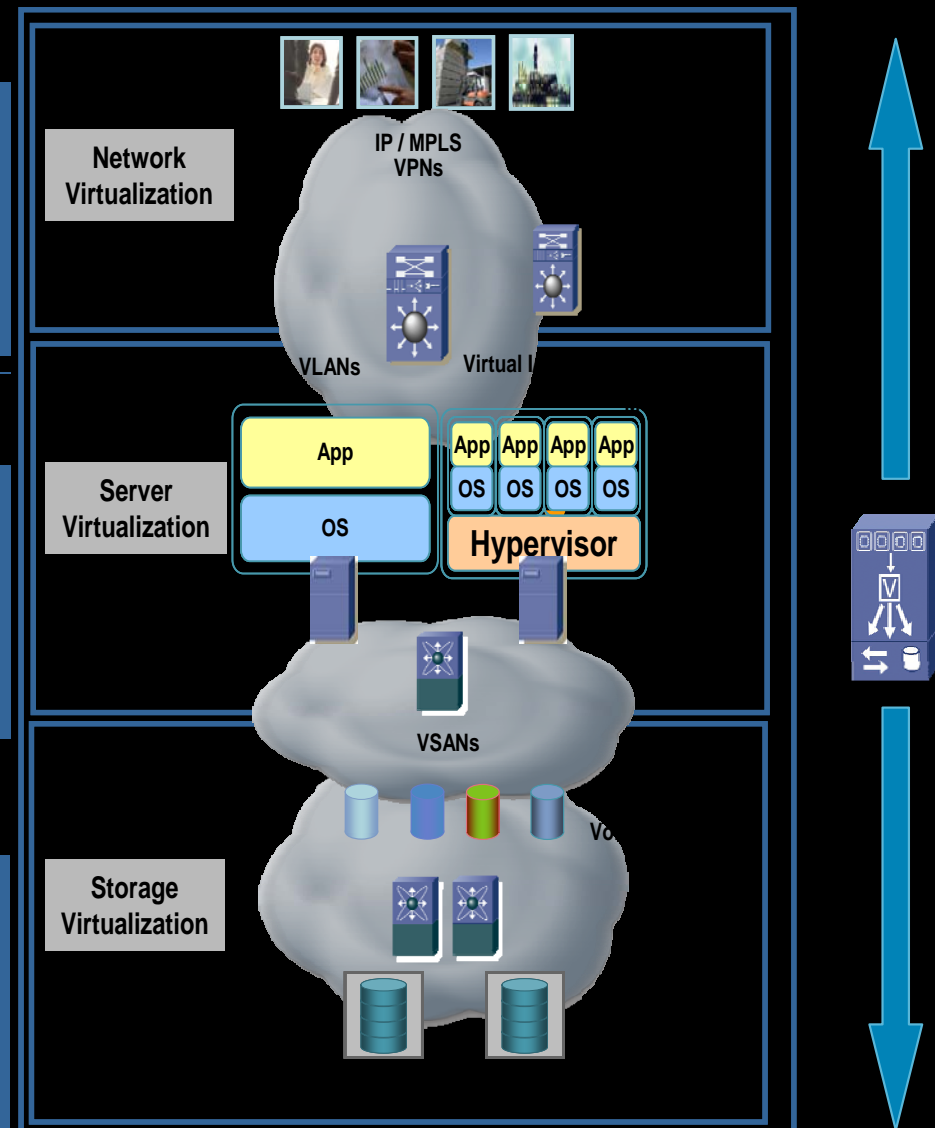 IP / MPLS
VPNs
Network
Virtualization
VLANs
Virtual I
App
App App App App
OS OS OS OS
Server
Virtualization
OS
Hypervisor
V
VSANs
Vo
Storage
Virtualization